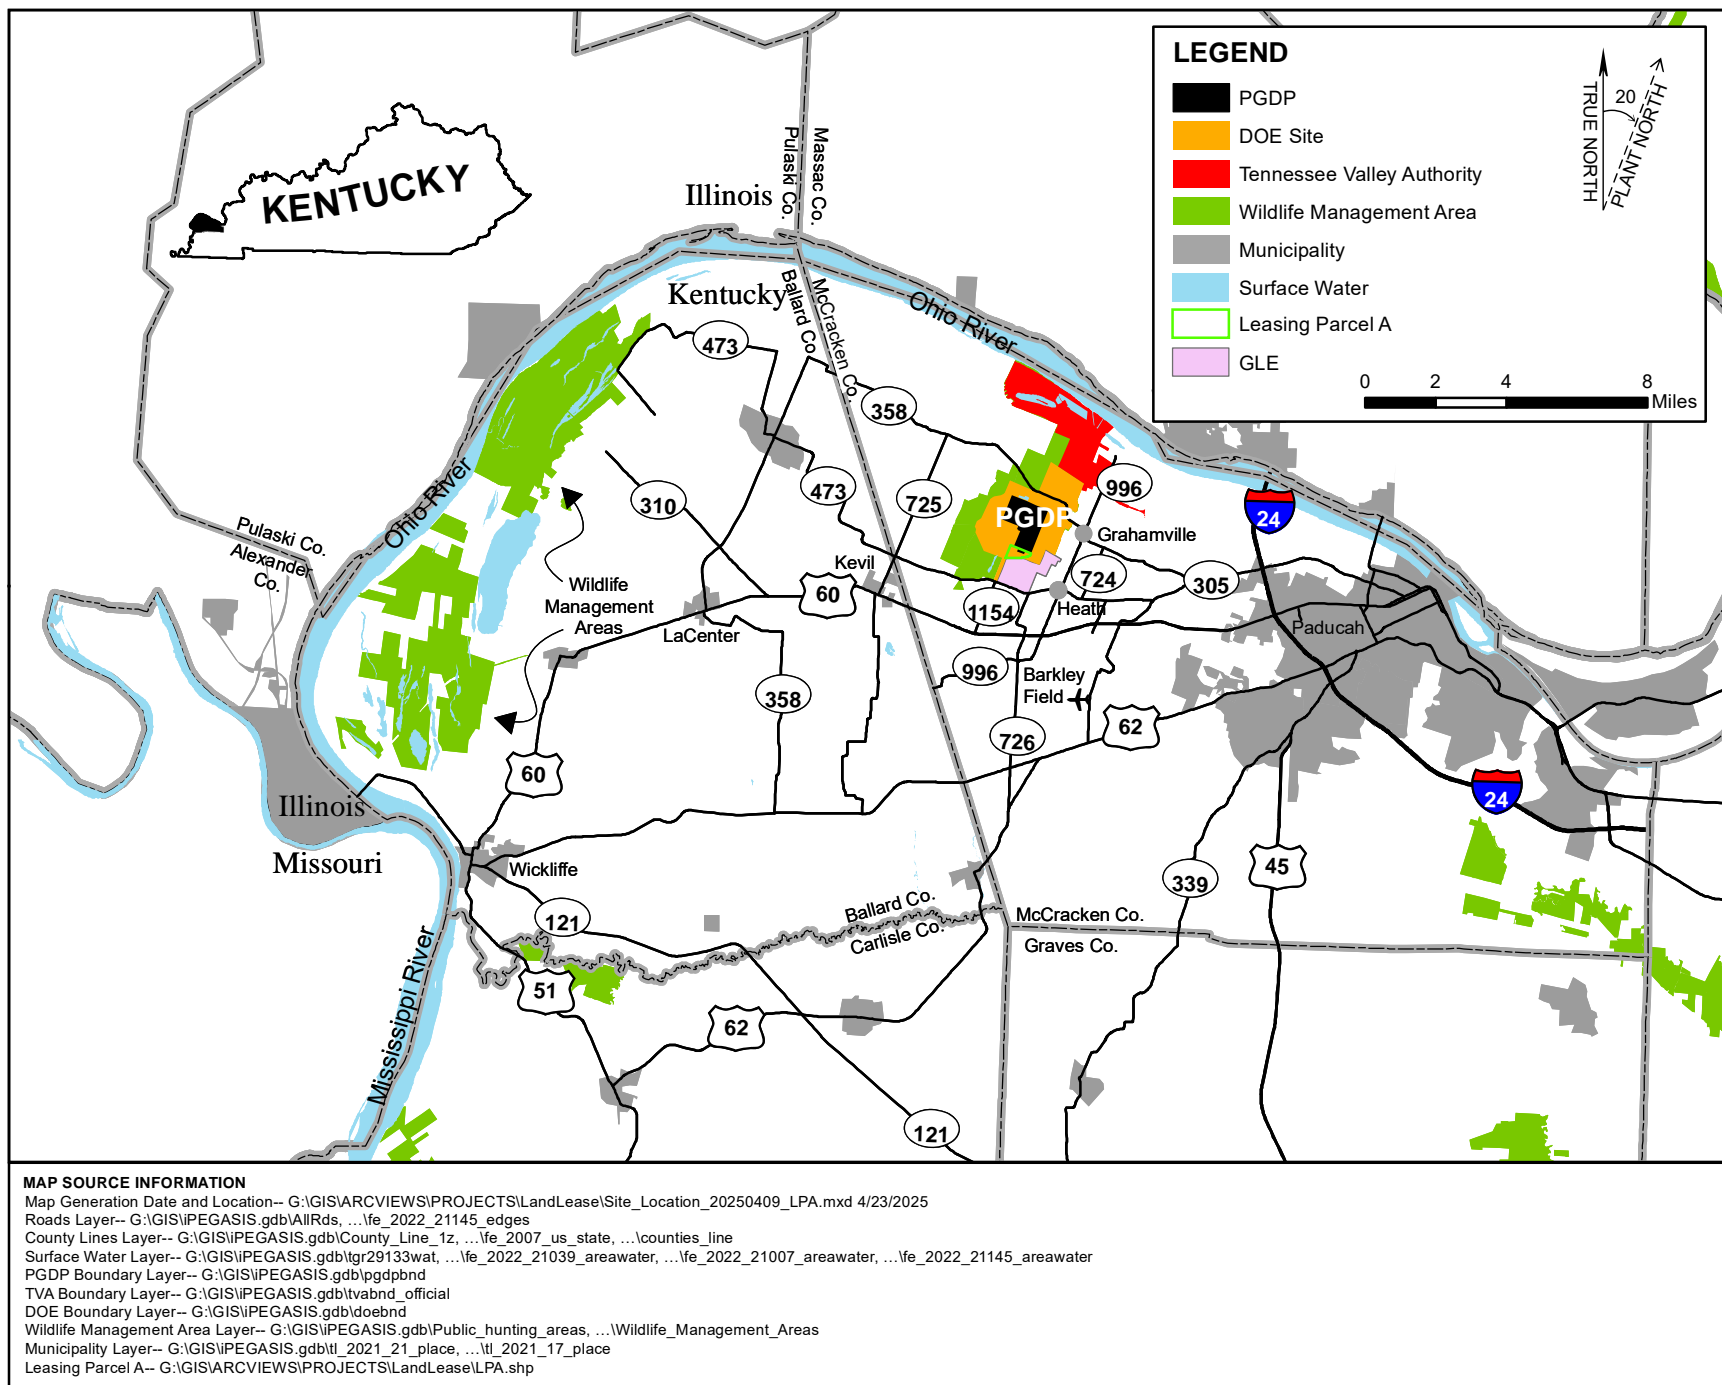 LEGEND
PGDP
DOE Site
Tennessee Valley Authority
Wildlife Management Area
Municipality
Surface Water
Leasing Parcel A
GLE
TRUE NORTH
20
PLANT NORTH
0 2 4 8
Miles
KENTUCKY
Illinois
Pulaski Co.
Massac Co.
Kentucky
Ballard Co.
McCracken Co.
Ohio River
473
358
Ohio River
310
473
725
996
PGDP
Grahamville
24
Pulaski Co.
Alexander
Co.
Wildlife
Management
Areas
Kevil
60
724
305
1154
Heath
LaCenter
Paducah
996
Barkley
Field
358
726
62
60
24
Illinois
Missouri
Wickliffe
339
45
121
Ballard Co.
Carlisle Co.
McCracken Co.
Graves Co.
Mississippi River
51
62
121
MAP SOURCE INFORMATION
Map Generation Date and Location-- G:\GIS\ARCVIEWS\PROJECTS\LandLease\Site_Location_20250409_LPA.mxd 4/23/2025
Roads Layer-- G:\GIS\iPEGASIS.gdb\AllRds, ...\fe_2022_21145_edges
County Lines Layer-- G:\GIS\iPEGASIS.gdb\County_Line_1z, ...\fe_2007_us_state, ...\counties_line
Surface Water Layer-- G:\GIS\iPEGASIS.gdb\tgr29133wat, ...\fe_2022_21039_areawater, ...\fe_2022_21007_areawater, ...\fe_2022_21145_areawater
PGDP Boundary Layer-- G:\GIS\iPEGASIS.gdb\pgdpbnd
TVA Boundary Layer-- G:\GIS\iPEGASIS.gdb\tvabnd_official
DOE Boundary Layer-- G:\GIS\iPEGASIS.gdb\doebnd
Wildlife Management Area Layer-- G:\GIS\iPEGASIS.gdb\Public_hunting_areas, ...\Wildlife_Management_Areas
Municipality Layer-- G:\GIS\iPEGASIS.gdb\tl_2021_21_place, ...\tl_2021_17_place
Leasing Parcel A-- G:\GIS\ARCVIEWS\PROJECTS\LandLease\LPA.shp